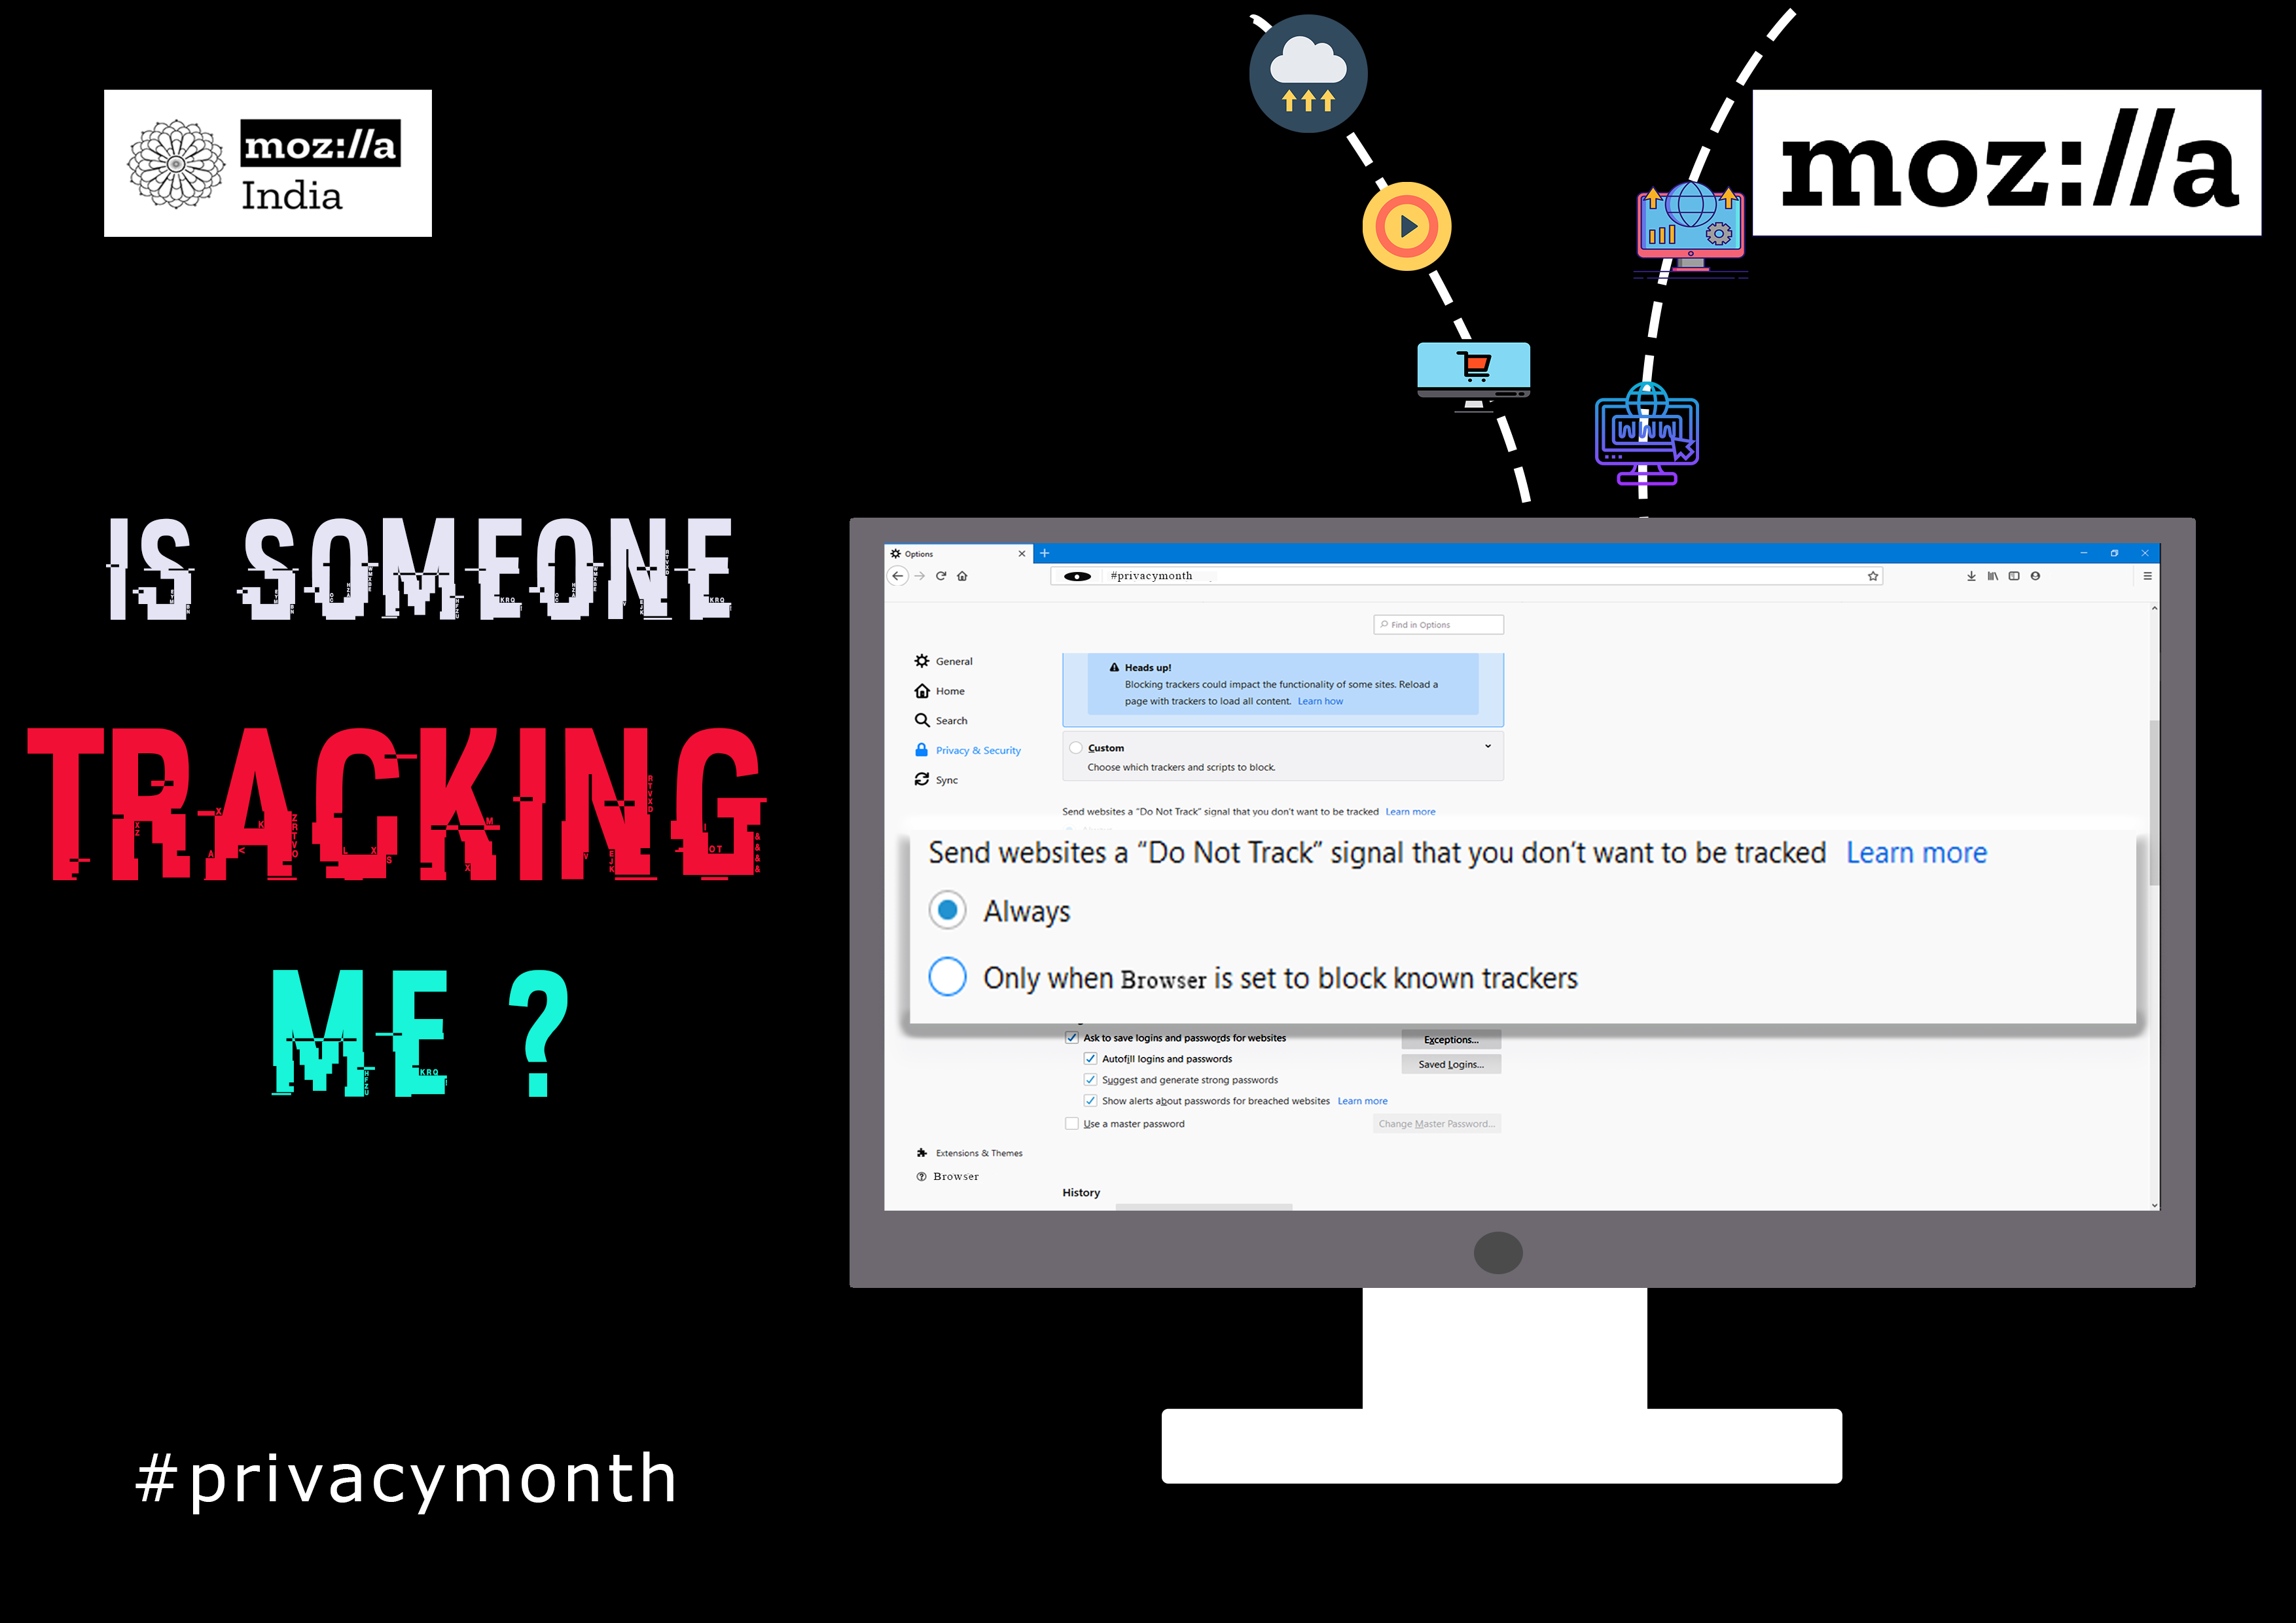 moz://a
India
moz://a
IS SOMEONE
TRACKING
ME ?
#privacymonth
WWW
Options
#privacymonth
Find in Options
General
Home
Search
Privacy & Security
Sync
Heads up!
Blocking trackers could impact the functionality of some sites. Reload a
page with trackers to load all content. Learn how
Custom
Choose which trackers and scripts to block.
Send websites a “Do Not Track” signal that you don’t want to be tracked Learn more
Send websites a “Do Not Track” signal that you don’t want to be tracked Learn more
Always
Only when Browser is set to block known trackers
Ask to save logins and passwords for websites
Exceptions...
Autofill logins and passwords
Saved Logins...
Suggest and generate strong passwords
Show alerts about passwords for breached websites Learn more
Use a master password
Change Master Password...
Extensions & Themes
Browser
History